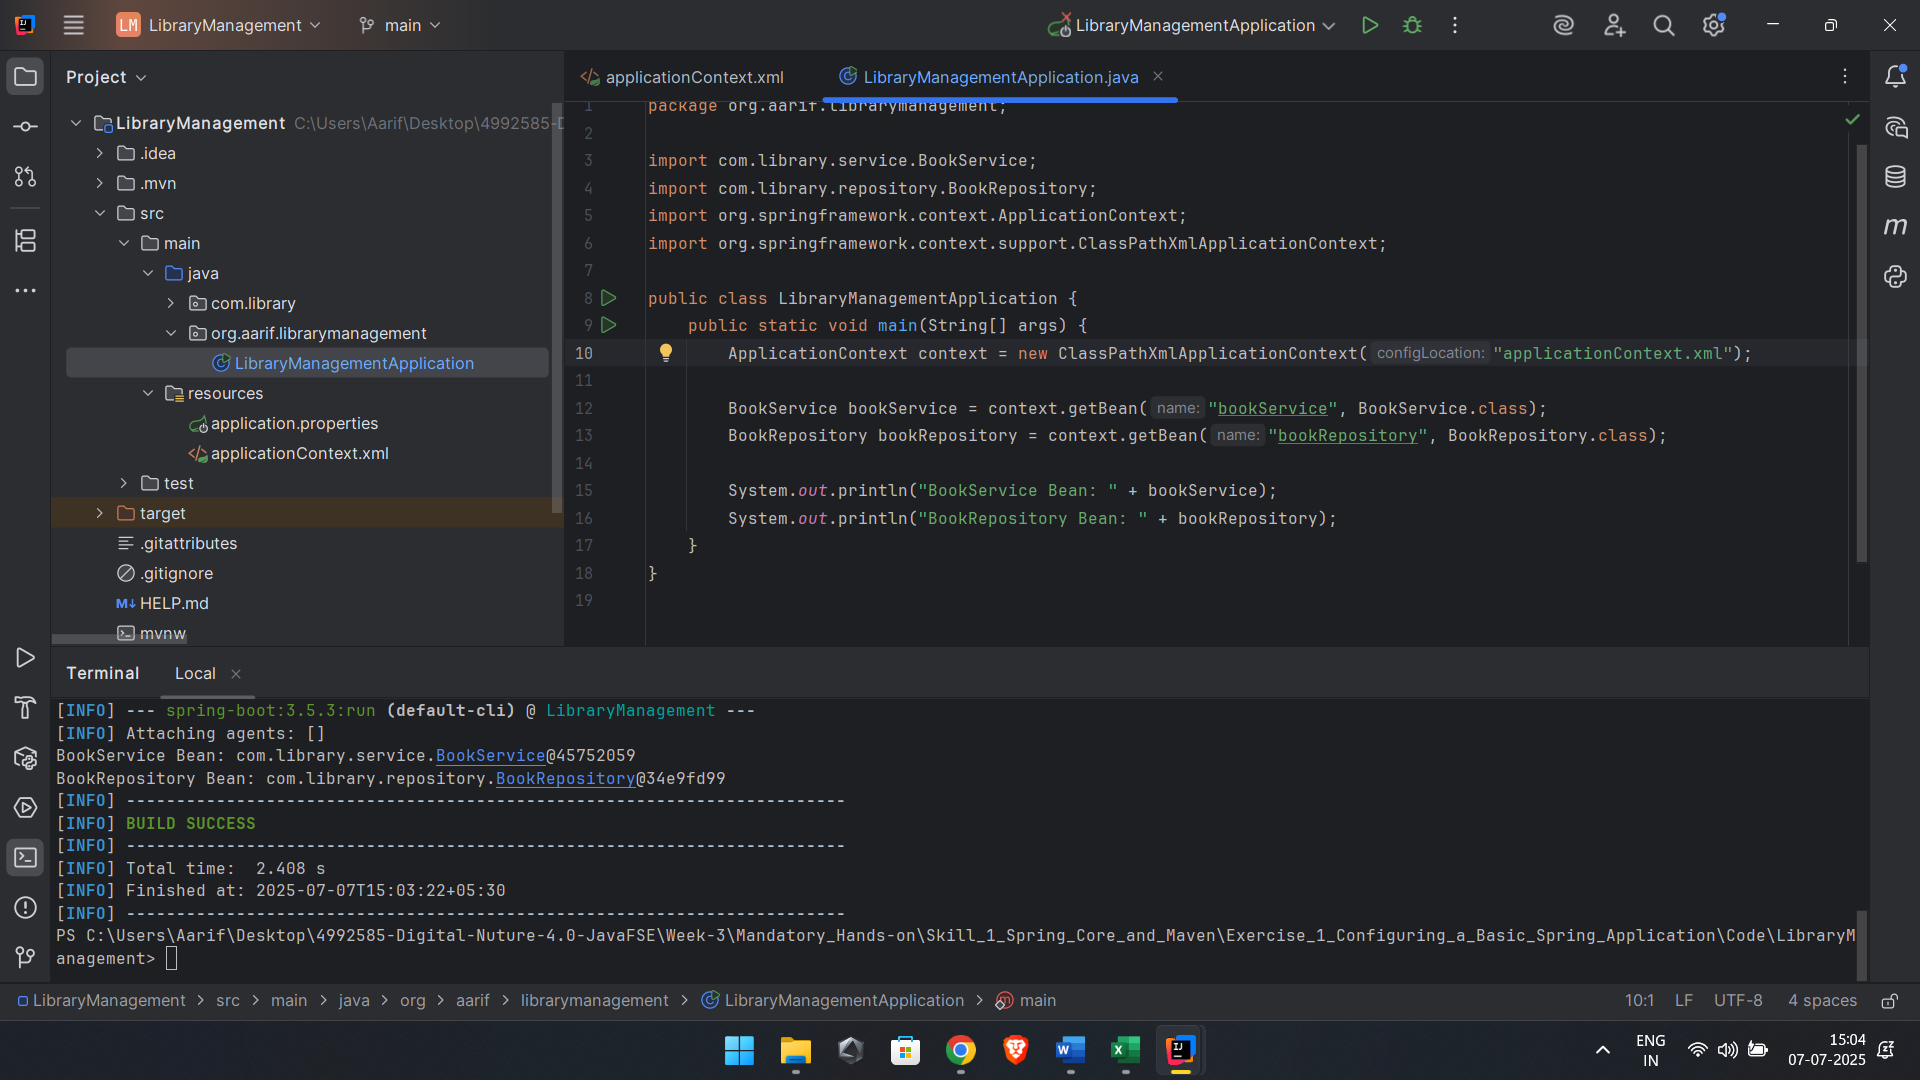 LM LibraryManagement main LibraryManagementApplication
Project
LibraryManagement C:\Users\Aarif\Desktop\4992585-
.idea
.mvn
src
main
java
com.library
org.aarif.librarymanagement
LibraryManagementApplication
resources
application.properties
applicationContext.xml
test
target
.gitattributes
.gitignore
M↓ HELP.md
mvnw
applicationContext.xml LibraryManagementApplication.java
1 package org.aarif.librarymanagement;
2
3 import com.library.service.BookService;
4 import com.library.repository.BookRepository;
5 import org.springframework.context.ApplicationContext;
6 import org.springframework.context.support.ClassPathXmlApplicationContext;
7
8 public class LibraryManagementApplication {
9 public static void main(String[] args) {
10 ApplicationContext context = new ClassPathXmlApplicationContext( configLocation: "applicationContext.xml");
11
12 BookService bookService = context.getBean( name: "bookService", BookService.class);
13 BookRepository bookRepository = context.getBean( name: "bookRepository", BookRepository.class);
14
15 System.out.println("BookService Bean: " + bookService);
16 System.out.println("BookRepository Bean: " + bookRepository);
17 }
18 }
19
Terminal Local
[INFO] --- spring-boot:3.5.3:run (default-cli) @ LibraryManagement ---
[INFO] Attaching agents: []
BookService Bean: com.library.service.BookService@45752059
BookRepository Bean: com.library.repository.BookRepository@34e9fd99
[INFO] ------------------------------------------------------------------------
[INFO] BUILD SUCCESS
[INFO] ------------------------------------------------------------------------
[INFO] Total time:  2.408 s
[INFO] Finished at: 2025-07-07T15:03:22+05:30
[INFO] ------------------------------------------------------------------------
PS C:\Users\Aarif\Desktop\4992585-Digital-Nuture-4.0-JavaFSE\Week-3\Mandatory_Hands-on\Skill_1_Spring_Core_and_Maven\Exercise_1_Configuring_a_Basic_Spring_Application\Code\LibraryM
anagement>
LibraryManagement > src > main > java > org > aarif > librarymanagement > LibraryManagementApplication > main 10:1 LF UTF-8 4 spaces
ENG
IN
15:04
07-07-2025